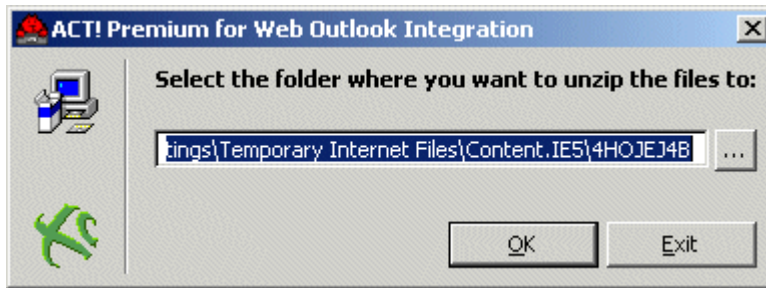 ACT! Premium for Web Outlook Integration
Select the folder where you want to unzip the files to:
tings\Temporary Internet Files\Content.IE5\4HOJEJ4B
...
OK
Exit